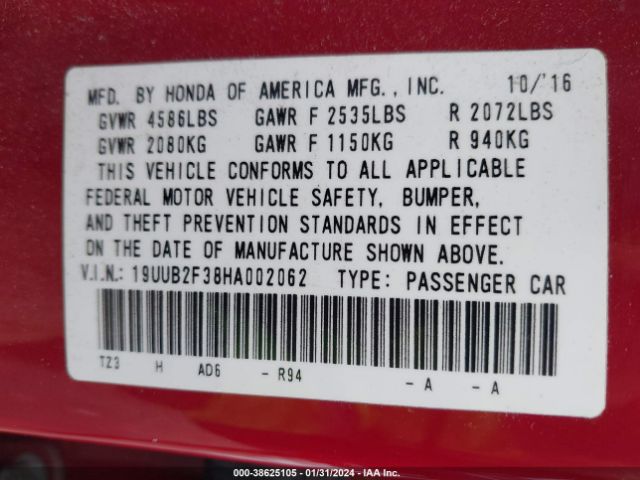 MFD. BY HONDA OF AMERICA MFG., INC. 10/'16
GVWR 4586LBS GAWR F 2535LBS R 2072LBS
GVWR 2080KG GAWR F 1150KG R 940KG
THIS VEHICLE CONFORMS TO ALL APPLICABLE
FEDERAL MOTOR VEHICLE SAFETY, BUMPER,
AND THEFT PREVENTION STANDARDS IN EFFECT
ON THE DATE OF MANUFACTURE SHOWN ABOVE.
V.I.N.: 19UUB2F38HA002062 TYPE: PASSENGER CAR
TZ3 H AD6 - R94 - A - A
000-38625105 - 01/31/2024 - IAAI.COM